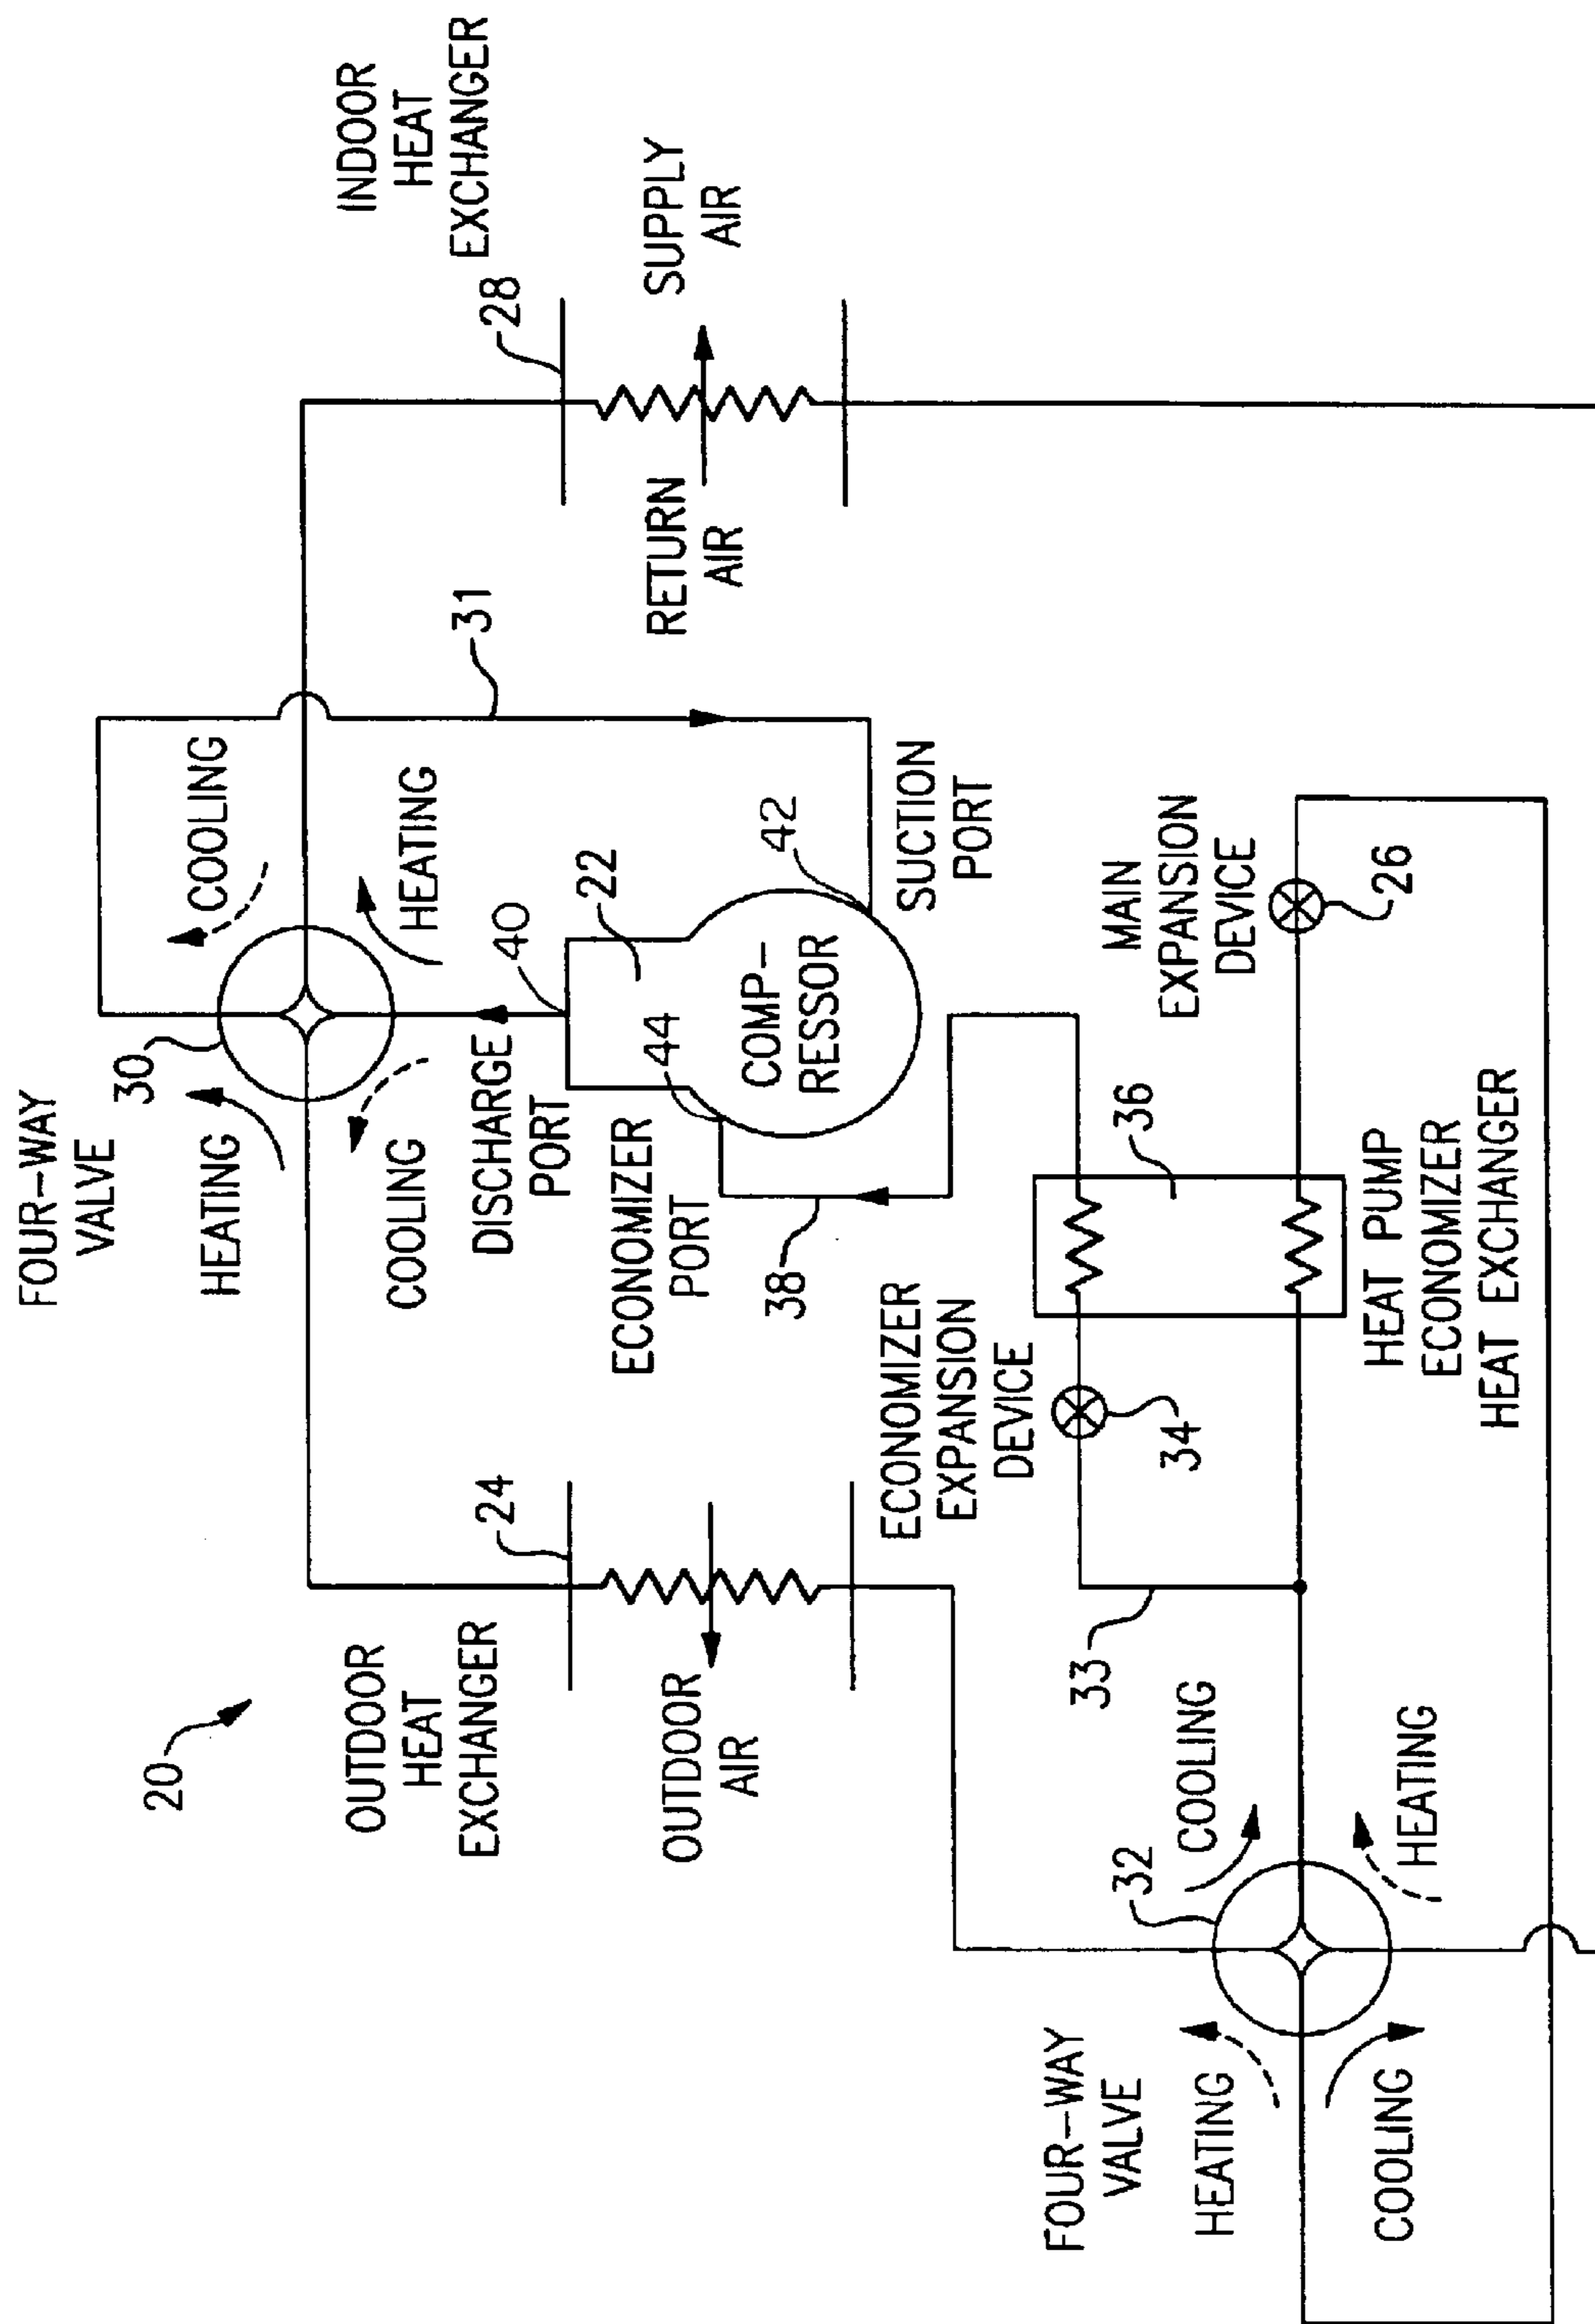 20
FOUR-WAY
VALVE
30
HEATING
COOLING
COOLING
HEATING
31
INDOOR
HEAT
EXCHANGER
28
OUTDOOR
HEAT
EXCHANGER
24
OUTDOOR
AIR
DISCHARGE
PORT
40
22
44
COMP-
RESSOR
42
ECONOMIZER
PORT
38
SUCTION
PORT
RETURN
AIR
SUPPLY
AIR
ECONOMIZER
EXPANSION
DEVICE
34
33
36
MAIN
EXPANSION
DEVICE
26
HEAT PUMP
ECONOMIZER
HEAT EXCHANGER
FOUR-WAY
VALVE
32
HEATING
COOLING
COOLING
HEATING